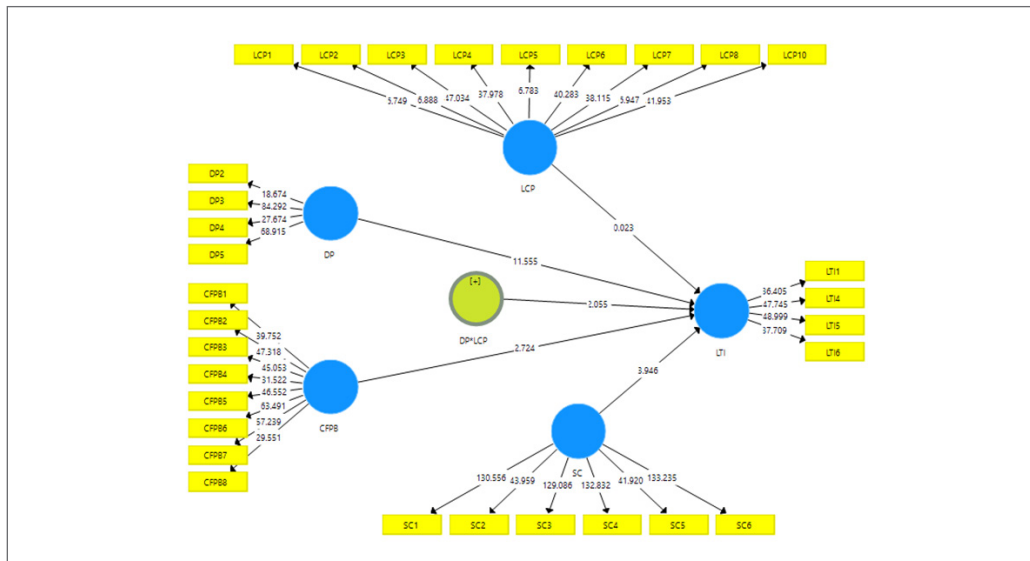 LCP1 LCP2 LCP3 LCP4 LCP5 LCP6 LCP7 LCP8 LCP10
5.749 6.888 47.034 37.978 6.783 40.283 38.115 5.947 41.953
LCP
DP2
DP3
DP4
DP5
18.674
84.292
27.674
68.915
DP
0.023
11.555
[+]
DP*LCP
2.055
2.724
3.946
LTI
LTI1
LTI4
LTI5
LTI6
36.405
47.745
48.999
37.709
CFPB1
CFPB2
CFPB3
CFPB4
CFPB5
CFPB6
CFPB7
CFPB8
39.752
47.318
45.053
31.522
46.552
63.491
57.239
29.551
CFPB
SC
130.556 43.959 129.086 132.832 41.920 133.235
SC1 SC2 SC3 SC4 SC5 SC6